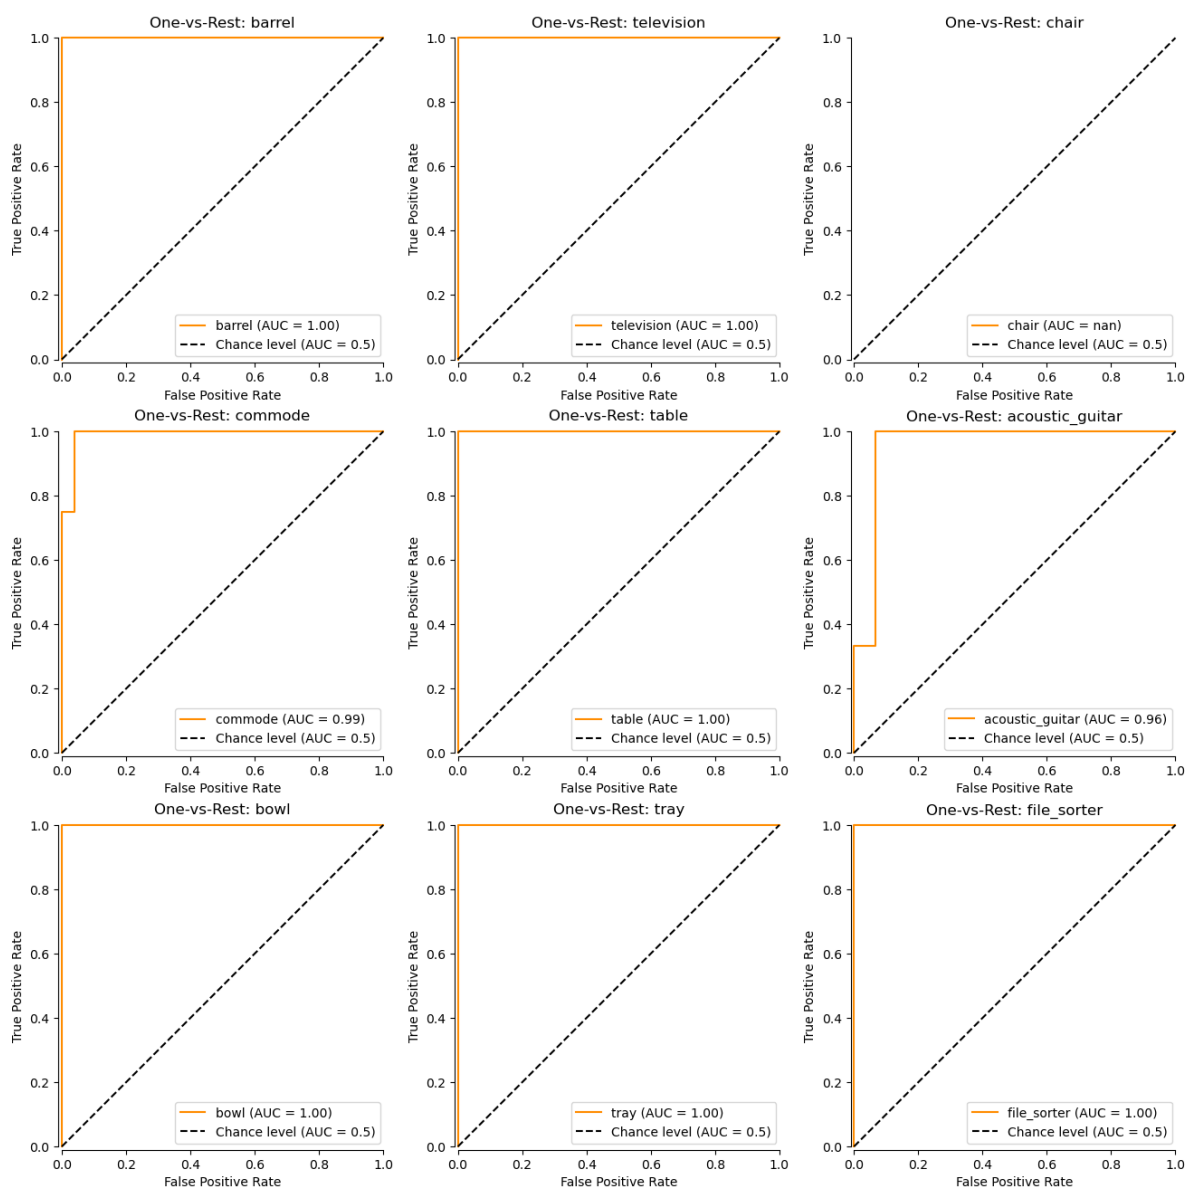 One-vs-Rest: barrel
1.0
0.8
0.6
0.4
0.2
0.0
True Positive Rate
barrel (AUC = 1.00)
Chance level (AUC = 0.5)
0.0 0.2 0.4 0.6 0.8 1.0
False Positive Rate
One-vs-Rest: television
1.0
0.8
0.6
0.4
0.2
0.0
True Positive Rate
television (AUC = 1.00)
Chance level (AUC = 0.5)
0.0 0.2 0.4 0.6 0.8 1.0
False Positive Rate
One-vs-Rest: chair
1.0
0.8
0.6
0.4
0.2
0.0
True Positive Rate
chair (AUC = nan)
Chance level (AUC = 0.5)
0.0 0.2 0.4 0.6 0.8 1.0
False Positive Rate
One-vs-Rest: commode
1.0
0.8
0.6
0.4
0.2
0.0
True Positive Rate
commode (AUC = 0.99)
Chance level (AUC = 0.5)
0.0 0.2 0.4 0.6 0.8 1.0
False Positive Rate
One-vs-Rest: table
1.0
0.8
0.6
0.4
0.2
0.0
True Positive Rate
table (AUC = 1.00)
Chance level (AUC = 0.5)
0.0 0.2 0.4 0.6 0.8 1.0
False Positive Rate
One-vs-Rest: acoustic_guitar
1.0
0.8
0.6
0.4
0.2
0.0
True Positive Rate
acoustic_guitar (AUC = 0.96)
Chance level (AUC = 0.5)
0.0 0.2 0.4 0.6 0.8 1.0
False Positive Rate
One-vs-Rest: bowl
1.0
0.8
0.6
0.4
0.2
0.0
True Positive Rate
bowl (AUC = 1.00)
Chance level (AUC = 0.5)
0.0 0.2 0.4 0.6 0.8 1.0
False Positive Rate
One-vs-Rest: tray
1.0
0.8
0.6
0.4
0.2
0.0
True Positive Rate
tray (AUC = 1.00)
Chance level (AUC = 0.5)
0.0 0.2 0.4 0.6 0.8 1.0
False Positive Rate
One-vs-Rest: file_sorter
1.0
0.8
0.6
0.4
0.2
0.0
True Positive Rate
file_sorter (AUC = 1.00)
Chance level (AUC = 0.5)
0.0 0.2 0.4 0.6 0.8 1.0
False Positive Rate